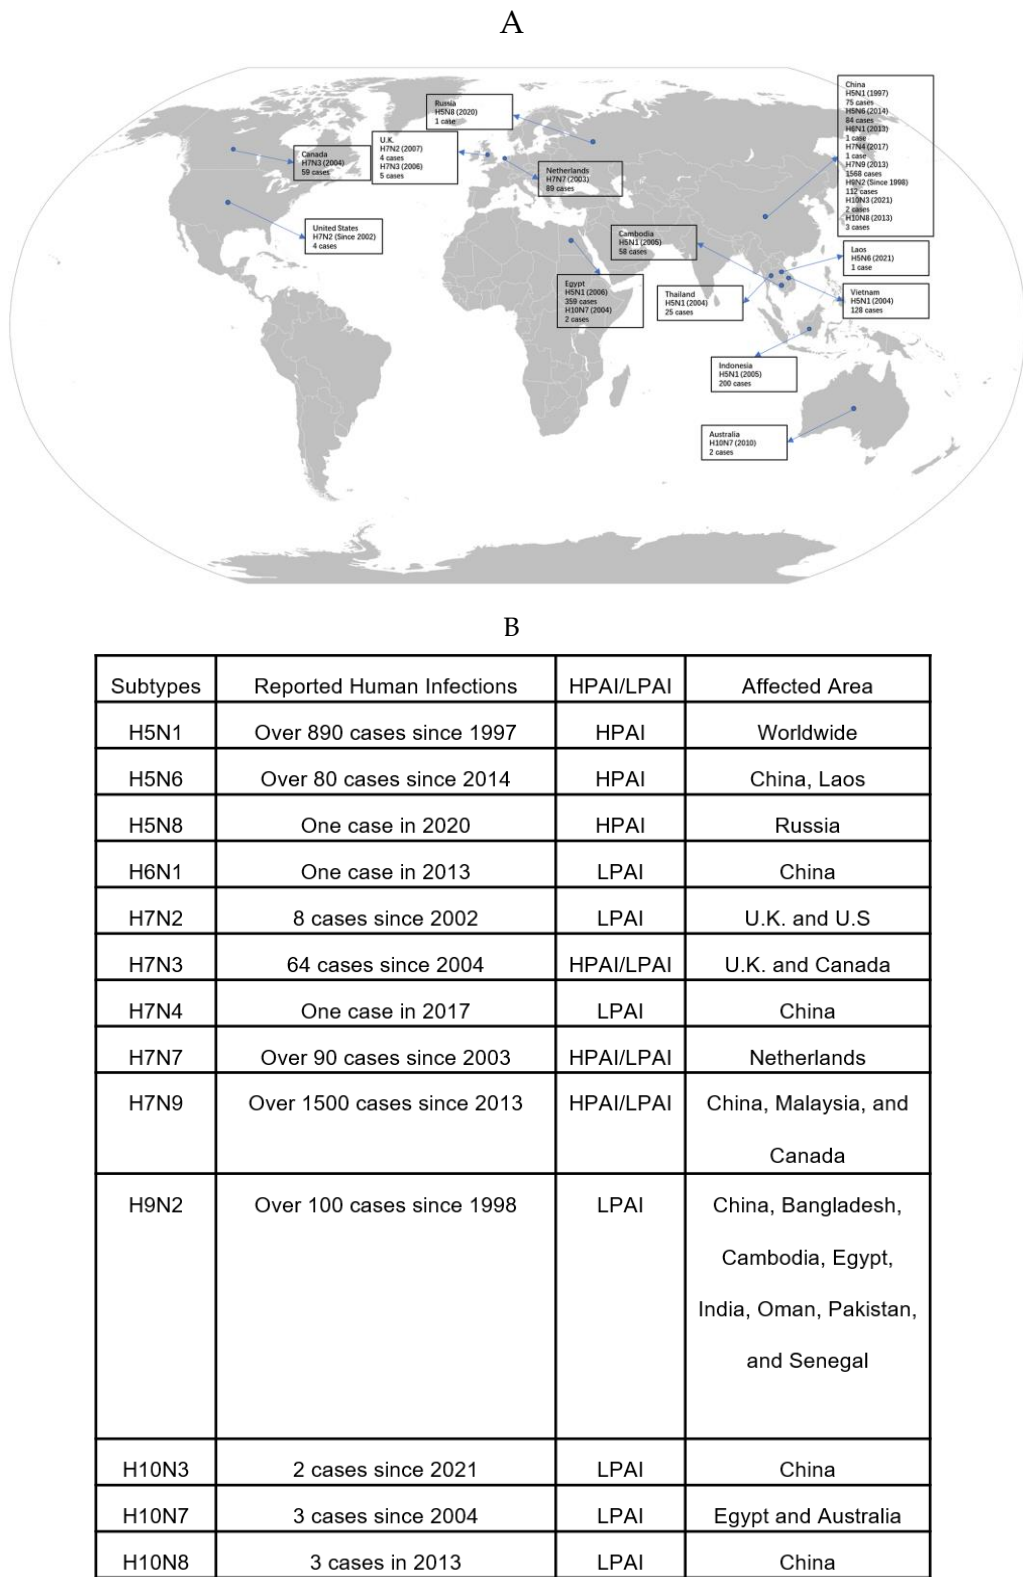 A
Russia
H5N8 (2020)
1 case
U.K.
H7N2 (2007)
4 cases
H7N3 (2006)
5 cases
Canada
H7N3 (2004)
59 cases
Netherlands
H7N7 (2003)
89 cases
China
H5N1 (1997)
75 cases
H5N6 (2014)
84 cases
H6N1 (2013)
1 case
H7N4 (2017)
1 case
H7N9 (2013)
1568 cases
H9N2 (Since 1998)
112 cases
H10N3 (2021)
2 cases
H10N8 (2013)
3 cases
United States
H7N2 (Since 2002)
4 cases
Cambodia
H5N1 (2005)
58 cases
Laos
H5N6 (2021)
1 case
Egypt
H5N1 (2006)
359 cases
H10N7 (2004)
2 cases
Thailand
H5N1 (2004)
25 cases
Vietnam
H5N1 (2004)
128 cases
Indonesia
H5N1 (2005)
200 cases
Australia
H10N7 (2010)
2 cases
B
Subtypes Reported Human Infections HPAI/LPAI Affected Area
H5N1 Over 890 cases since 1997 HPAI Worldwide
H5N6 Over 80 cases since 2014 HPAI China, Laos
H5N8 One case in 2020 HPAI Russia
H6N1 One case in 2013 LPAI China
H7N2 8 cases since 2002 LPAI U.K. and U.S
H7N3 64 cases since 2004 HPAI/LPAI U.K. and Canada
H7N4 One case in 2017 LPAI China
H7N7 Over 90 cases since 2003 HPAI/LPAI Netherlands
H7N9 Over 1500 cases since 2013 HPAI/LPAI China, Malaysia, and
Canada
H9N2 Over 100 cases since 1998 LPAI China, Bangladesh,
Cambodia, Egypt,
India, Oman, Pakistan,
and Senegal
H10N3 2 cases since 2021 LPAI China
H10N7 3 cases since 2004 LPAI Egypt and Australia
H10N8 3 cases in 2013 LPAI China